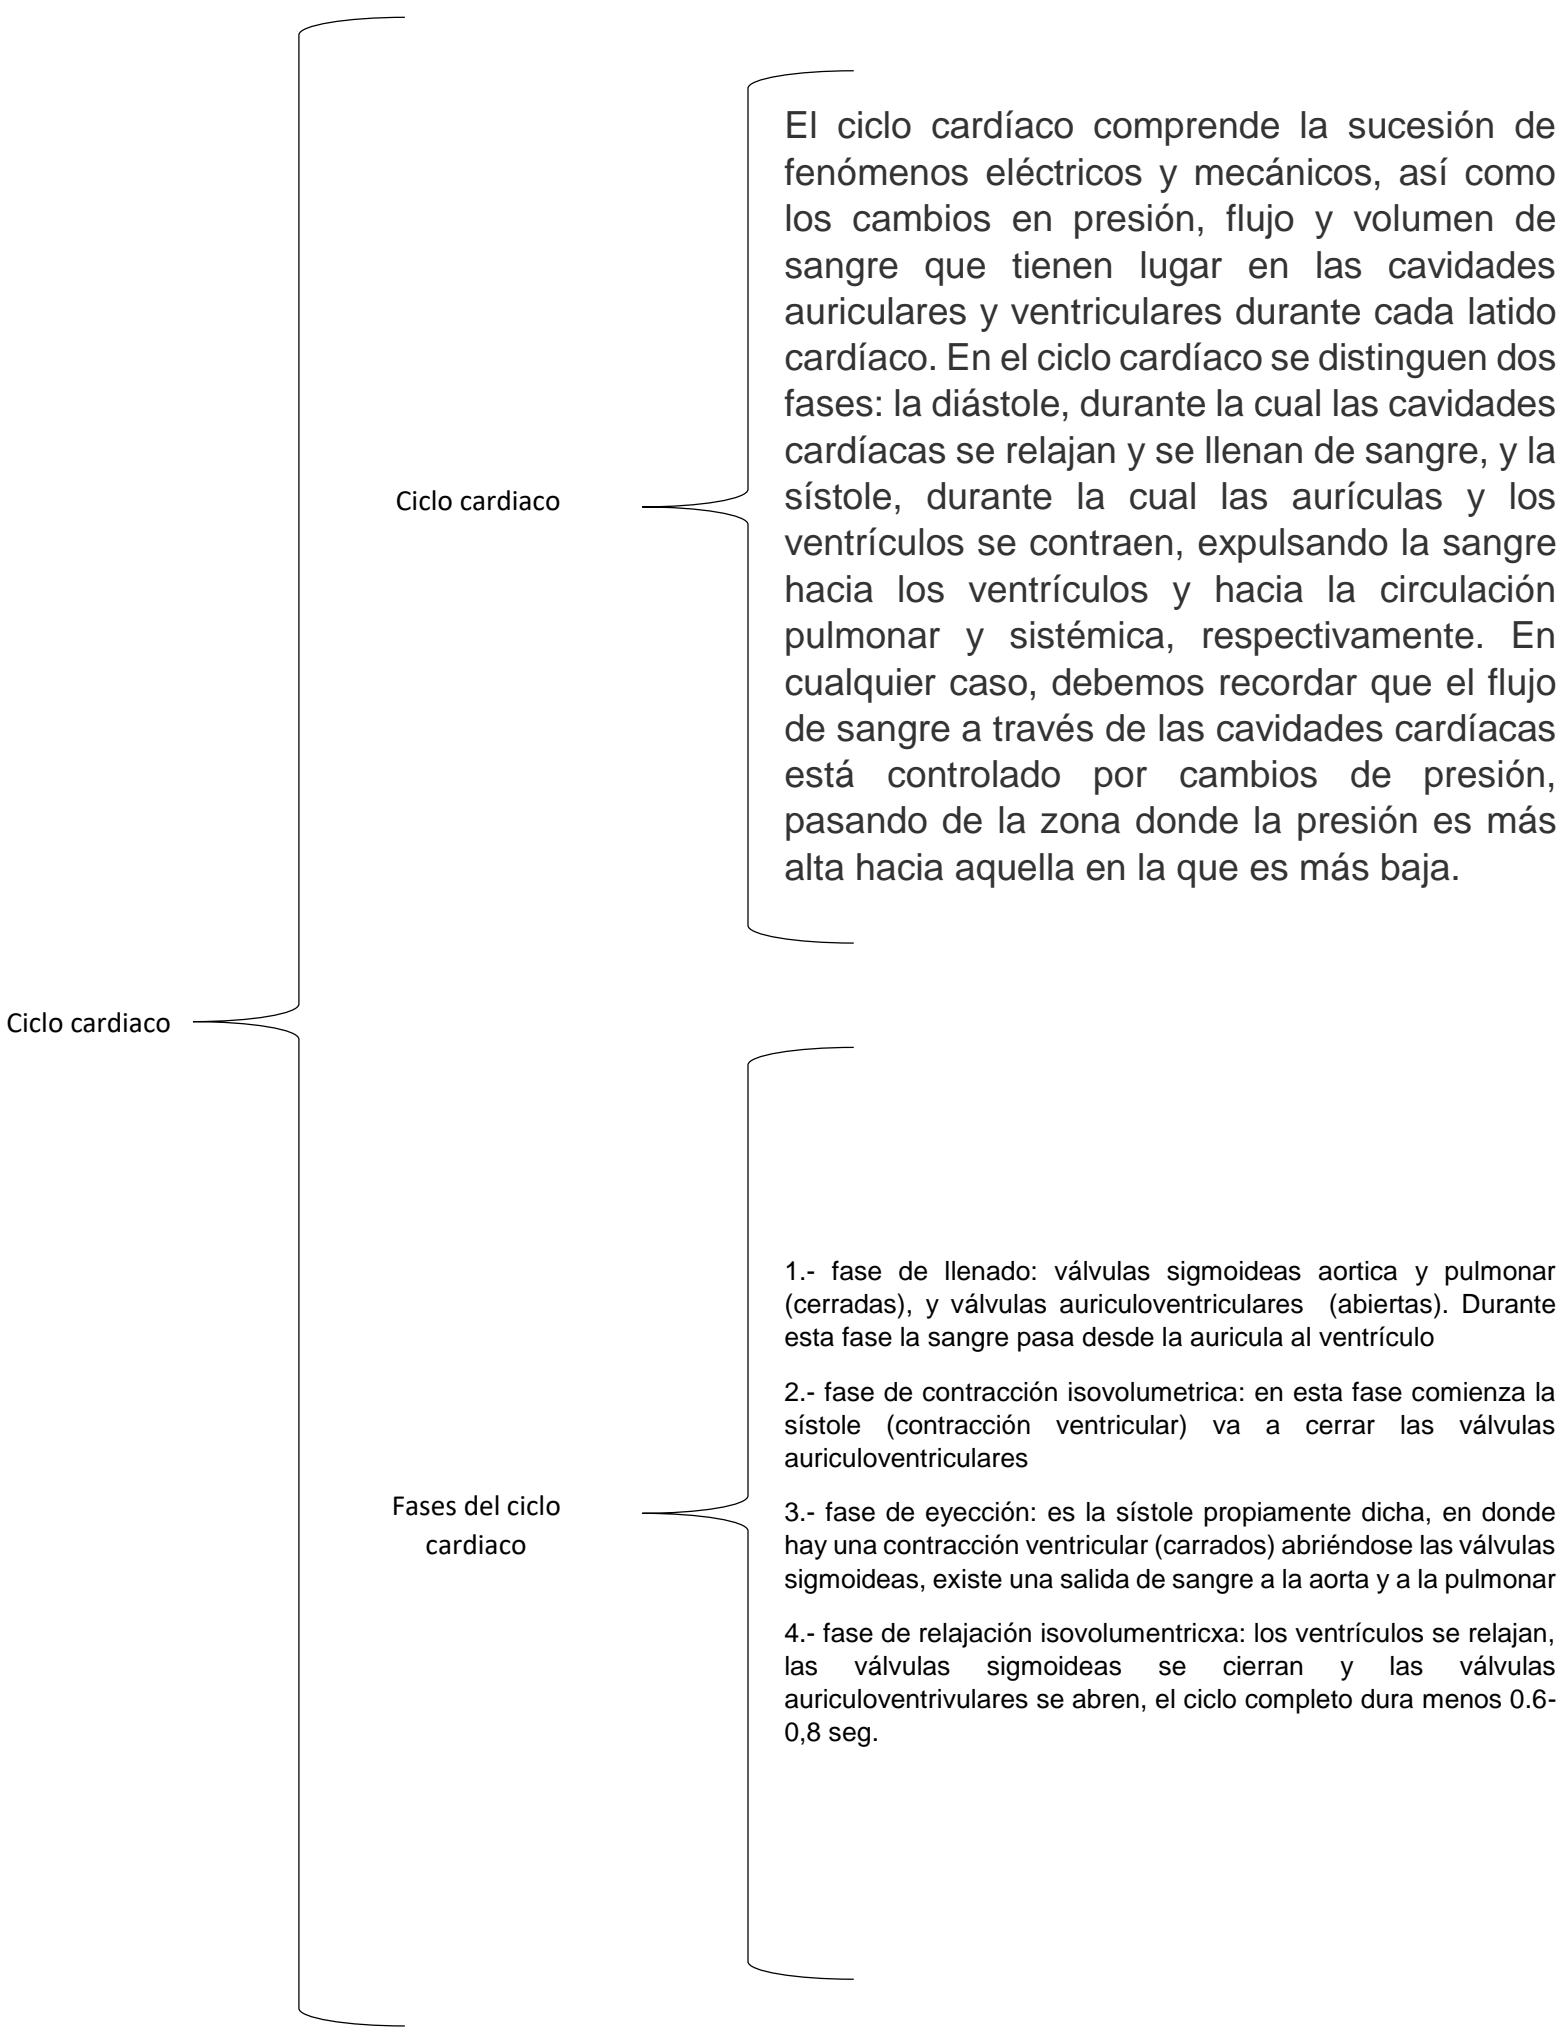 El ciclo cardíaco comprende la sucesión de
fenómenos eléctricos y mecánicos, así como
los cambios en presión, flujo y volumen de
sangre que tienen lugar en las cavidades
auriculares y ventriculares durante cada latido
cardíaco. En el ciclo cardíaco se distinguen dos
fases: la diástole, durante la cual las cavidades
cardíacas se relajan y se llenan de sangre, y la
sístole, durante la cual las aurículas y los
ventrículos se contraen, expulsando la sangre
hacia los ventrículos y hacia la circulación
pulmonar y sistémica, respectivamente. En
cualquier caso, debemos recordar que el flujo
de sangre a través de las cavidades cardíacas
está controlado por cambios de presión,
pasando de la zona donde la presión es más
alta hacia aquella en la que es más baja.
Ciclo cardiaco
Ciclo cardiaco
1.- fase de llenado: válvulas sigmoideas aortica y pulmonar
(cerradas), y válvulas auriculoventriculares (abiertas). Durante
esta fase la sangre pasa desde la auricula al ventrículo
2.- fase de contracción isovolumetrica: en esta fase comienza la
sístole (contracción ventricular) va a cerrar las válvulas
auriculoventriculares
Fases del ciclo
cardiaco
3.- fase de eyección: es la sístole propiamente dicha, en donde
hay una contracción ventricular (carrados) abriéndose las válvulas
sigmoideas, existe una salida de sangre a la aorta y a la pulmonar
4.- fase de relajación isovolumentricxa: los ventrículos se relajan,
las válvulas sigmoideas se cierran y las válvulas
auriculoventrivulares se abren, el ciclo completo dura menos 0.6-
0,8 seg.